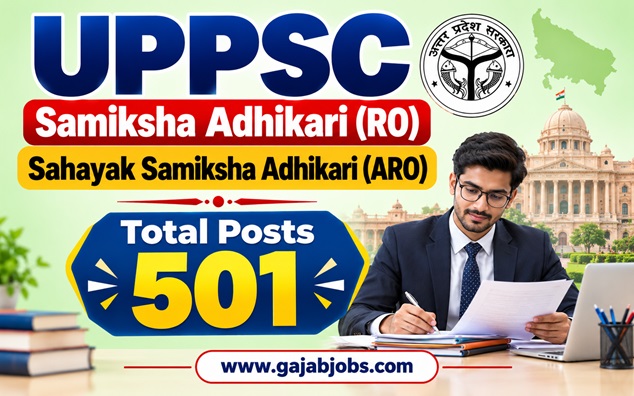 UPPSC
उत्तर प्रदेश सरकार
Samiksha Adhikari (RO)
Sahayak Samiksha Adhikari (ARO)
Total Posts
501
www.gajabjobs.com